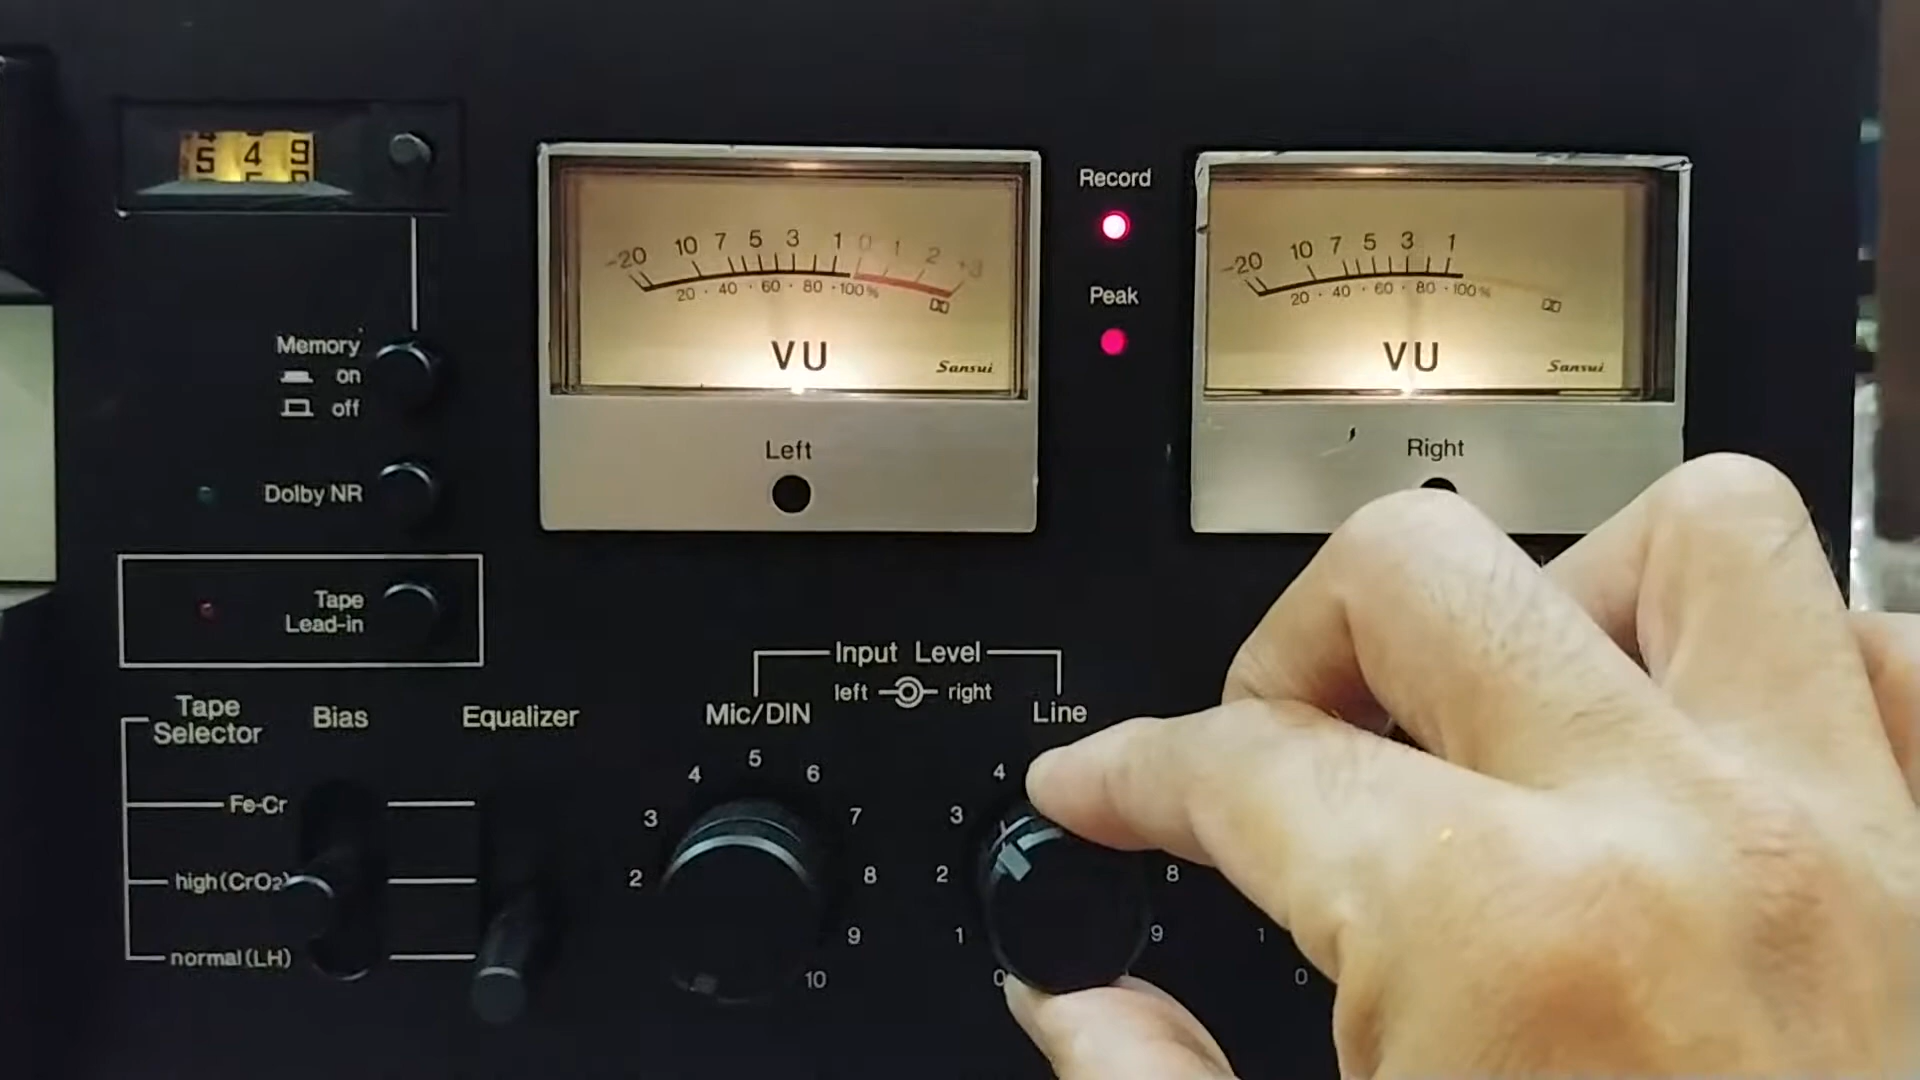 5 4 9
Memory
on
off
Dolby NR
Tape
Lead-in
Tape
Selector
Bias
Equalizer
Fe-Cr
high (CrO2)
normal (LH)
-20 10 7 5 3 1 0 1 2 +3
20 · 40 · 60 · 80 · 100%
VU
Sansui
Left
Record
Peak
-20 10 7 5 3 1
20 · 40 · 60 · 80 · 100%
VU
Sansui
Right
Input Level
left right
Mic/DIN
Line
2 3 4 5 6 7 8 9 10
0 1 2 3 4 8 9
0 1